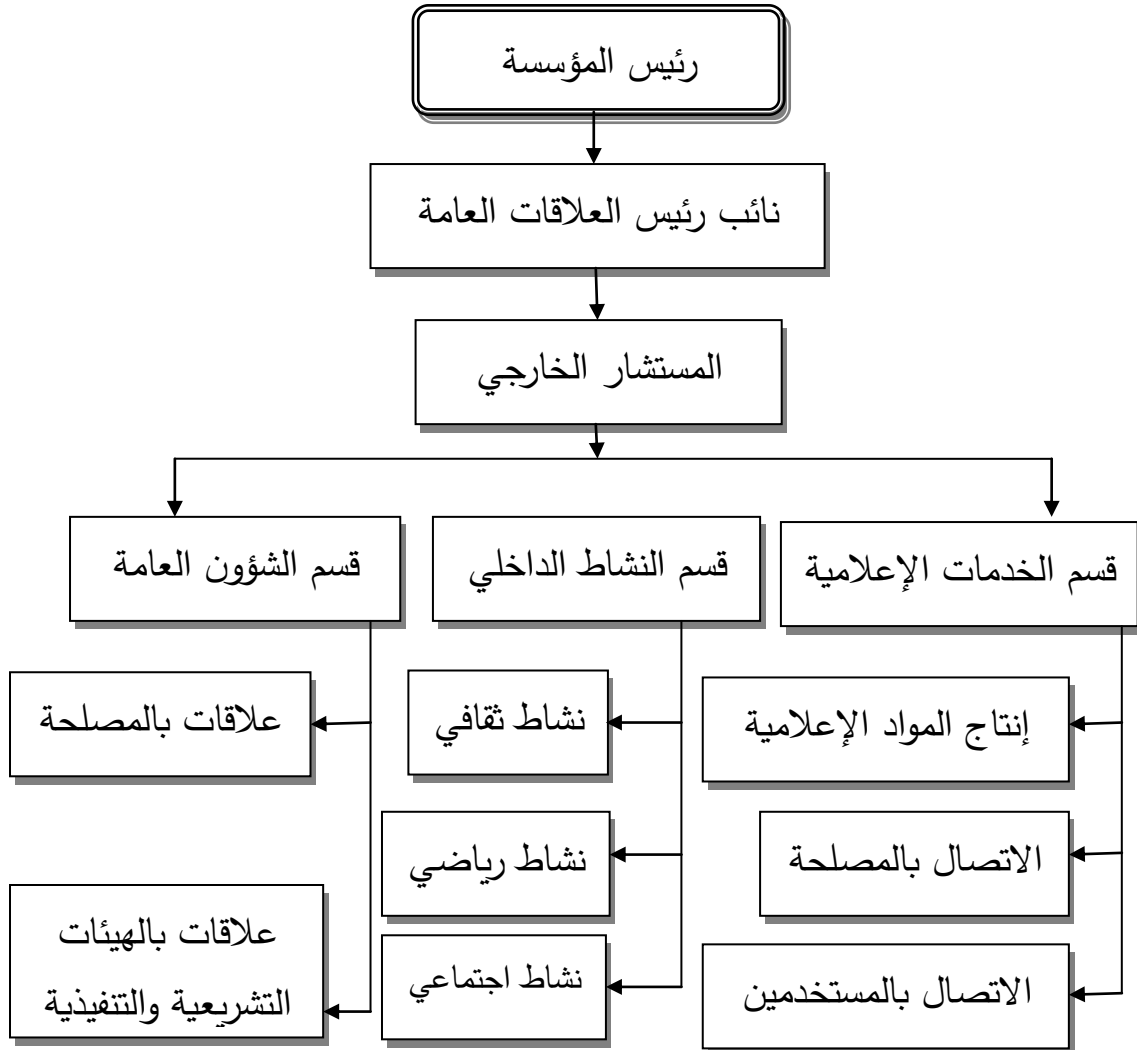 رئيس المؤسسة
نائب رئيس العلاقات العامة
المستشار الخارجي
قسم الخدمات الإعلامية
قسم النشاط الداخلي
قسم الشؤون العامة
إنتاج المواد الإعلامية
نشاط ثقافي
علاقات بالمصلحة
الاتصال بالمصلحة
نشاط رياضي
علاقات بالهيئات
التشريعية والتنفيذية
الاتصال بالمستخدمين
نشاط اجتماعي